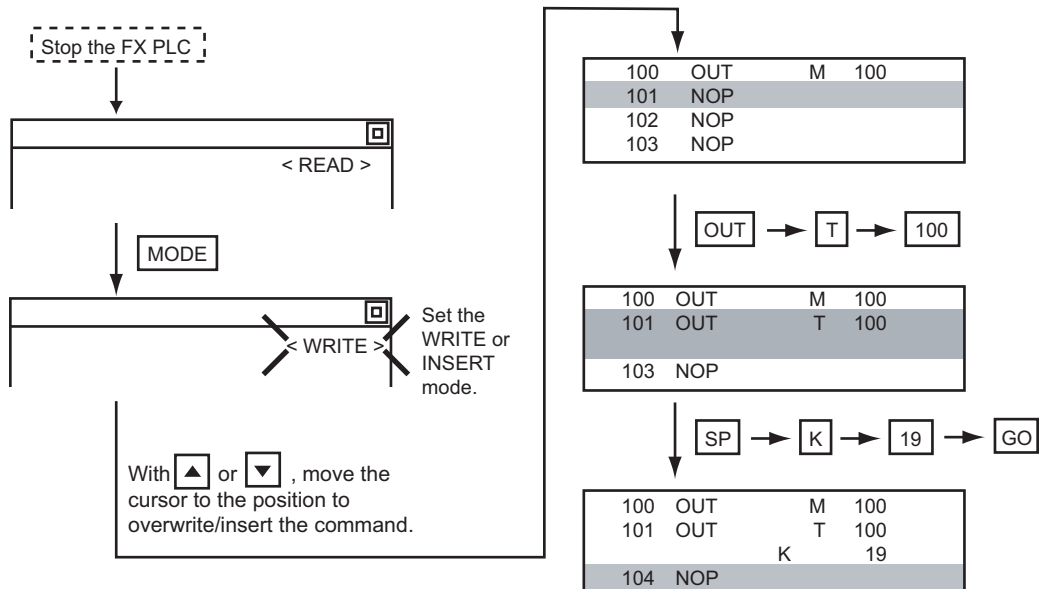 Stop the FX PLC
< READ >
MODE
< WRITE >
Set the
WRITE or
INSERT
mode.
With ▲ or ▼ , move the
cursor to the position to
overwrite/insert the command.
100 OUT M 100
101 NOP
102 NOP
103 NOP
OUT T 100
100 OUT M 100
101 OUT T 100
103 NOP
SP K 19 GO
100 OUT M 100
101 OUT T 100
K 19
104 NOP